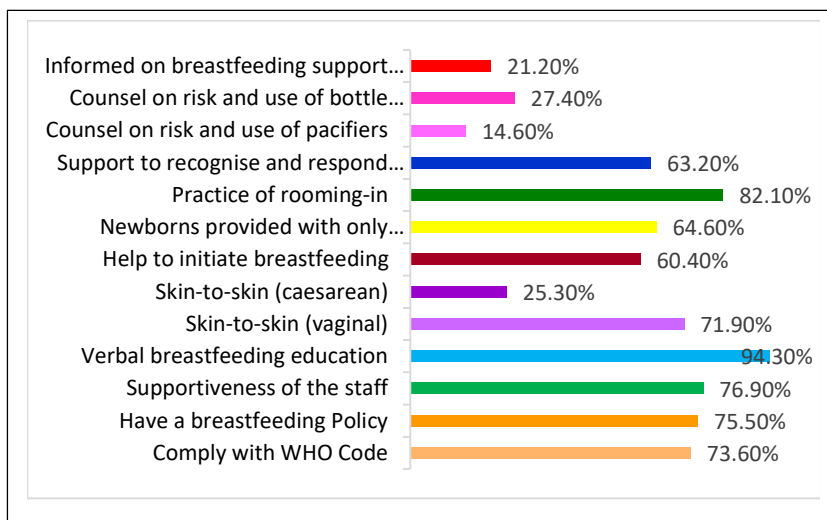 Informed on breastfeeding support… 21.20%
Counsel on risk and use of bottle… 27.40%
Counsel on risk and use of pacifiers 14.60%
Support to recognise and respond… 63.20%
Practice of rooming-in 82.10%
Newborns provided with only… 64.60%
Help to initiate breastfeeding 60.40%
Skin-to-skin (caesarean) 25.30%
Skin-to-skin (vaginal) 71.90%
Verbal breastfeeding education 94.30%
Supportiveness of the staff 76.90%
Have a breastfeeding Policy 75.50%
Comply with WHO Code 73.60%